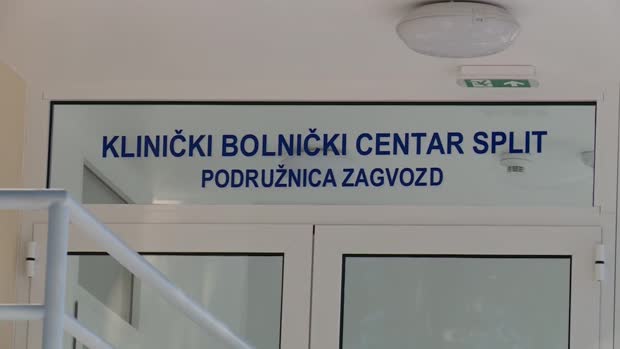 KLINIČKI BOLNIČKI CENTAR SPLIT
PODRUŽNICA ZAGVOZD